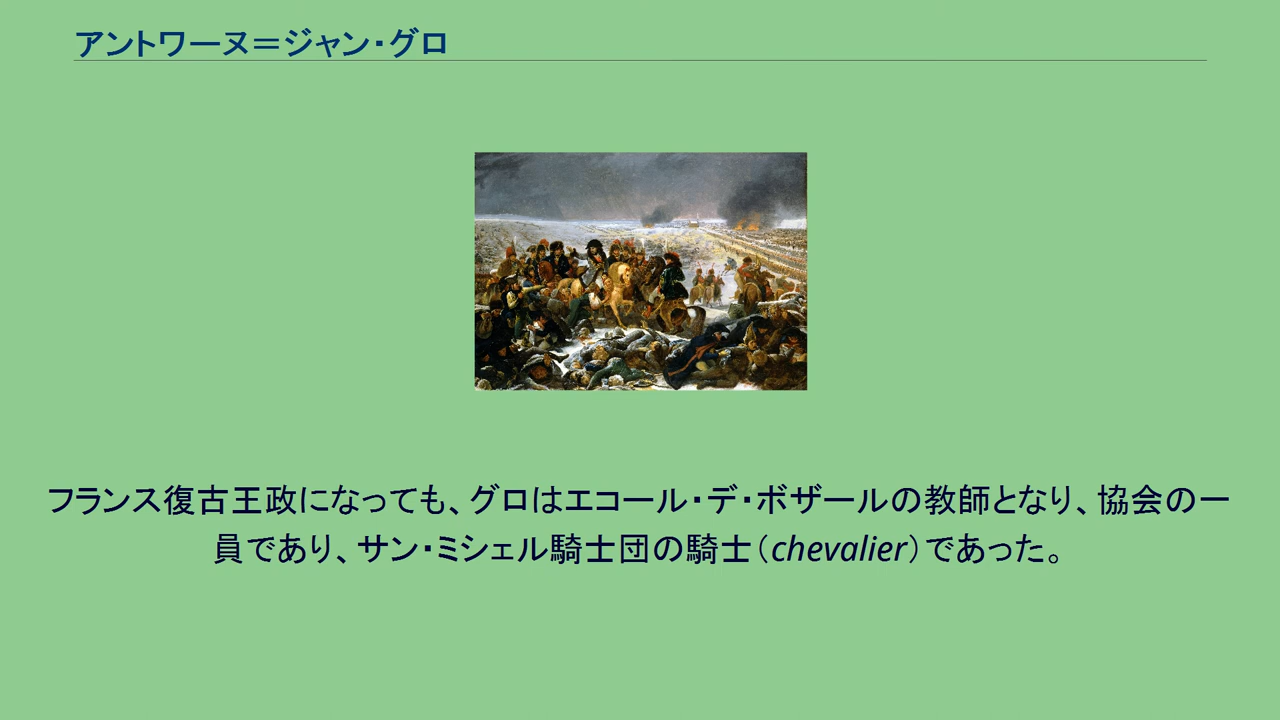 アントワーヌ＝ジャン・グロ
フランス復古王政になっても、グロはエコール・デ・ボザールの教師となり、協会の一
員であり、サン・ミシェル騎士団の騎士（chevalier）であった。